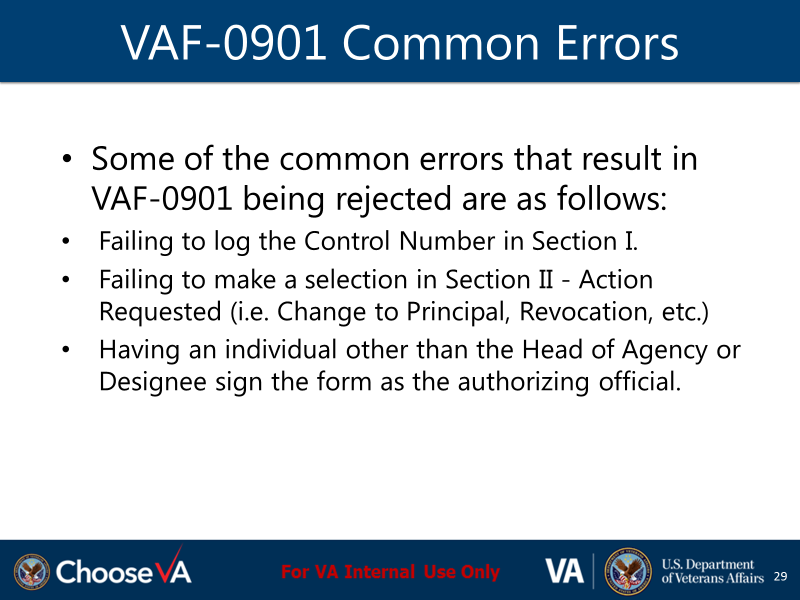 VAF-0901 Common Errors
• Some of the common errors that result in
VAF-0901 being rejected are as follows:
• Failing to log the Control Number in Section I.
• Failing to make a selection in Section II - Action
Requested (i.e. Change to Principal, Revocation, etc.)
• Having an individual other than the Head of Agency or
Designee sign the form as the authorizing official.
Choose VA
For VA Internal Use Only
VA
U.S. Department
of Veterans Affairs
29